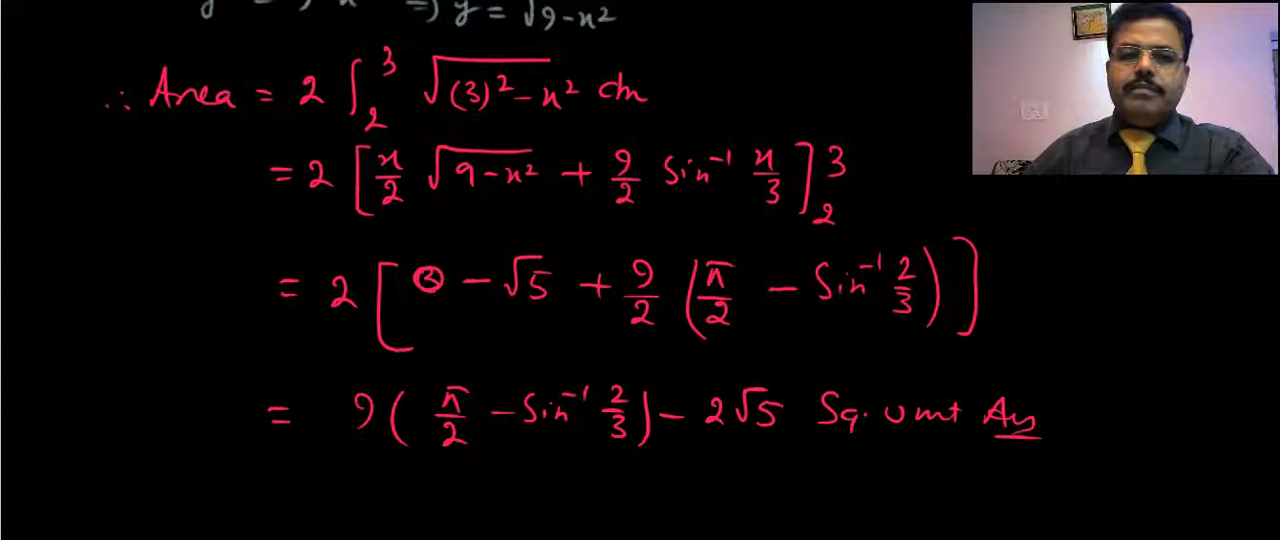 ⇒ y = √9-x²
∴ Area = 2 ∫₂³ √(3)²-x² dx
= 2 [x/2 √9-x² + 9/2 Sin⁻¹ x/3]₂³
= 2 [0 - √5 + 9/2 (π/2 - Sin⁻¹ 2/3)]
= 9(π/2 - Sin⁻¹ 2/3) - 2√5 Sq. unit Ans